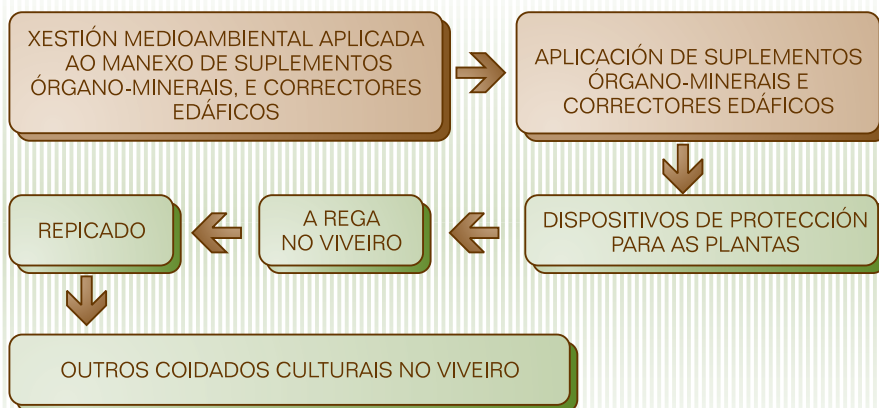 XESTIÓN MEDIOAMBIENTAL APLICADA
AO MANEXO DE SUPLEMENTOS
ÓRGANO-MINERAIS, E CORRECTORES
EDÁFICOS
APLICACIÓN DE SUPLEMENTOS
ÓRGANO-MINERAIS E
CORRECTORES EDÁFICOS
DISPOSITIVOS DE PROTECCIÓN
PARA AS PLANTAS
A REGA
NO VIVEIRO
REPICADO
OUTROS COIDADOS CULTURAIS NO VIVEIRO